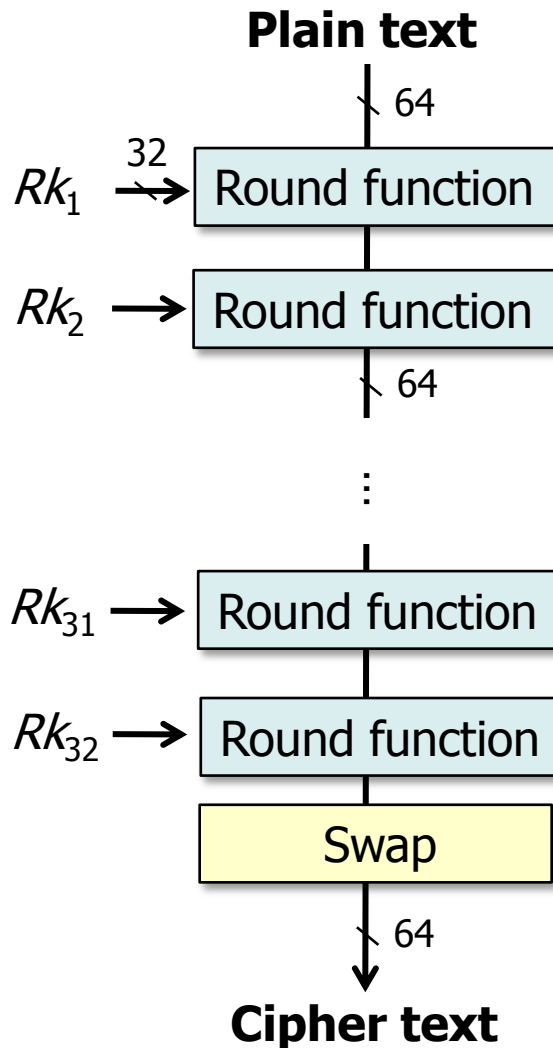 Plain text
64
32
Rk₁ Round function
Rk₂ Round function
64
⋮
Rk₃₁ Round function
Rk₃₂ Round function
Swap
64
Cipher text